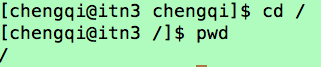 [chengqi@itn3 chengqi]$ cd /
[chengqi@itn3 /]$ pwd
/